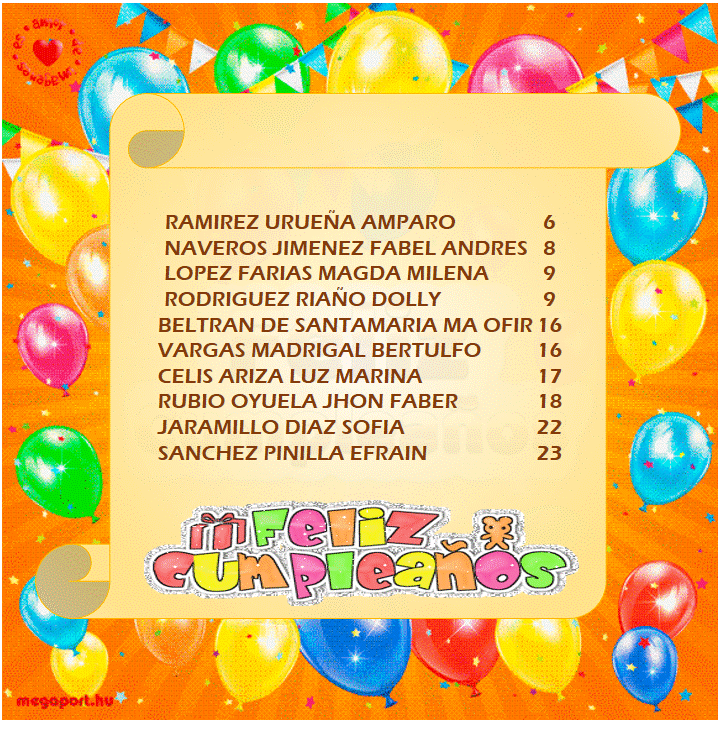 RAMIREZ URUEÑA AMPARO 6
NAVEROS JIMENEZ FABEL ANDRES 8
LOPEZ FARIAS MAGDA MILENA 9
RODRIGUEZ RIAÑO DOLLY 9
BELTRAN DE SANTAMARIA MA OFIR 16
VARGAS MADRIGAL BERTULFO 16
CELIS ARIZA LUZ MARINA 17
RUBIO OYUELA JHON FABER 18
JARAMILLO DIAZ SOFIA 22
SANCHEZ PINILLA EFRAIN 23
Feliz
cumpleaños
megaport.hu